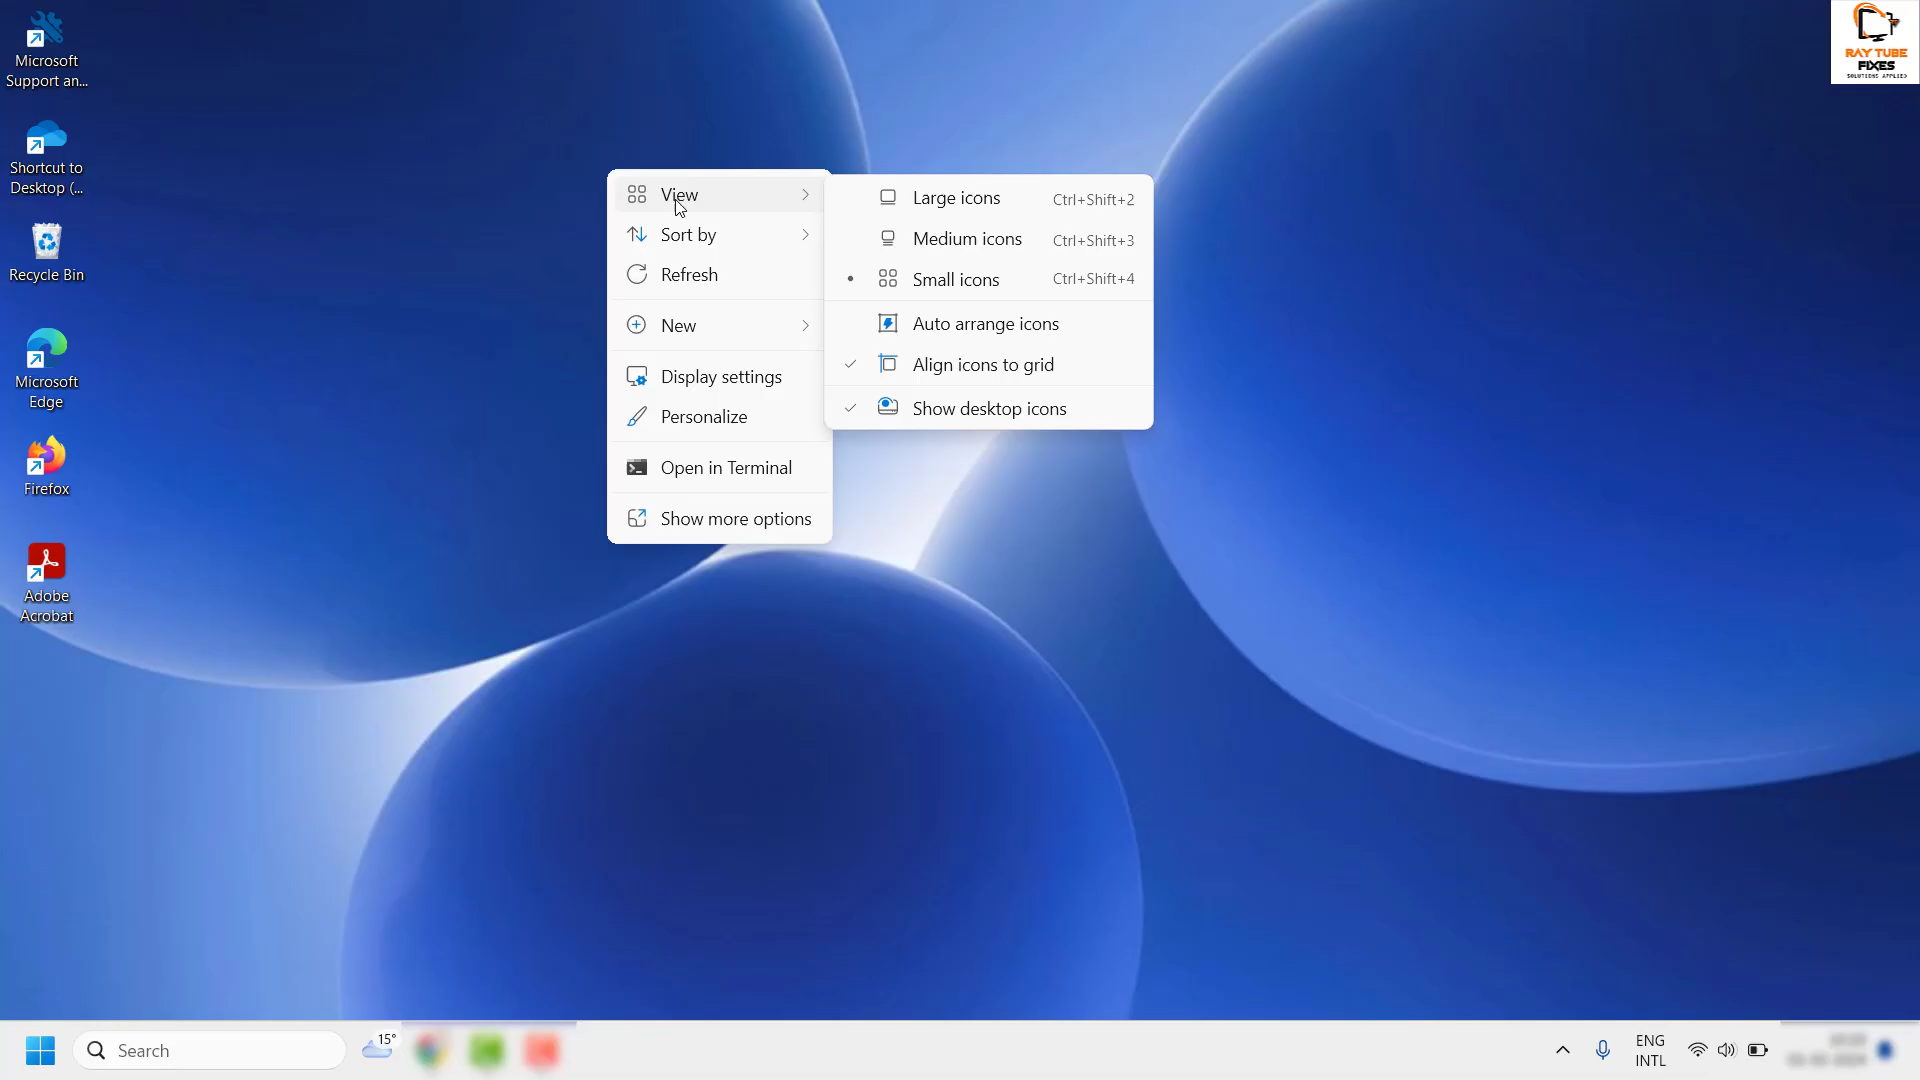 Microsoft
Support an...
Shortcut to
Desktop (...
Recycle Bin
Microsoft
Edge
Firefox
Adobe
Acrobat
View
Sort by
Refresh
New
Display settings
Personalize
Open in Terminal
Show more options
Large icons Ctrl+Shift+2
Medium icons Ctrl+Shift+3
Small icons Ctrl+Shift+4
Auto arrange icons
Align icons to grid
Show desktop icons
RAY TUBE
FIXES
SOLUTIONS APPLIED
Search
15°
ENG
INTL